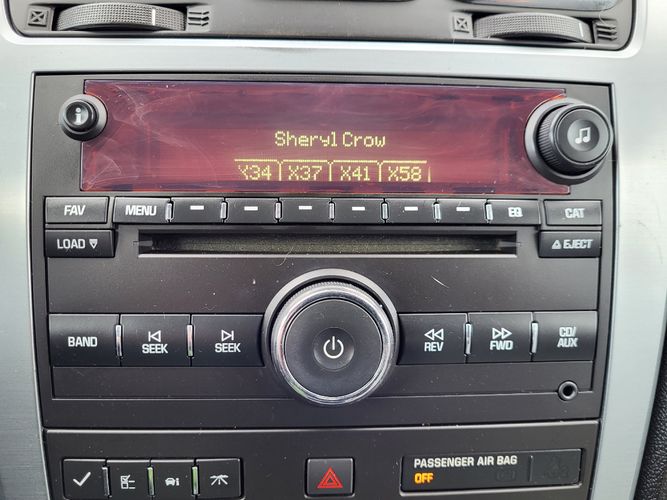 i
Sheryl Crow
X34 X37 X41 X58
FAV MENU EQ CAT
LOAD EJECT
BAND SEEK SEEK REV FWD CD/AUX
PASSENGER AIR BAG
OFF